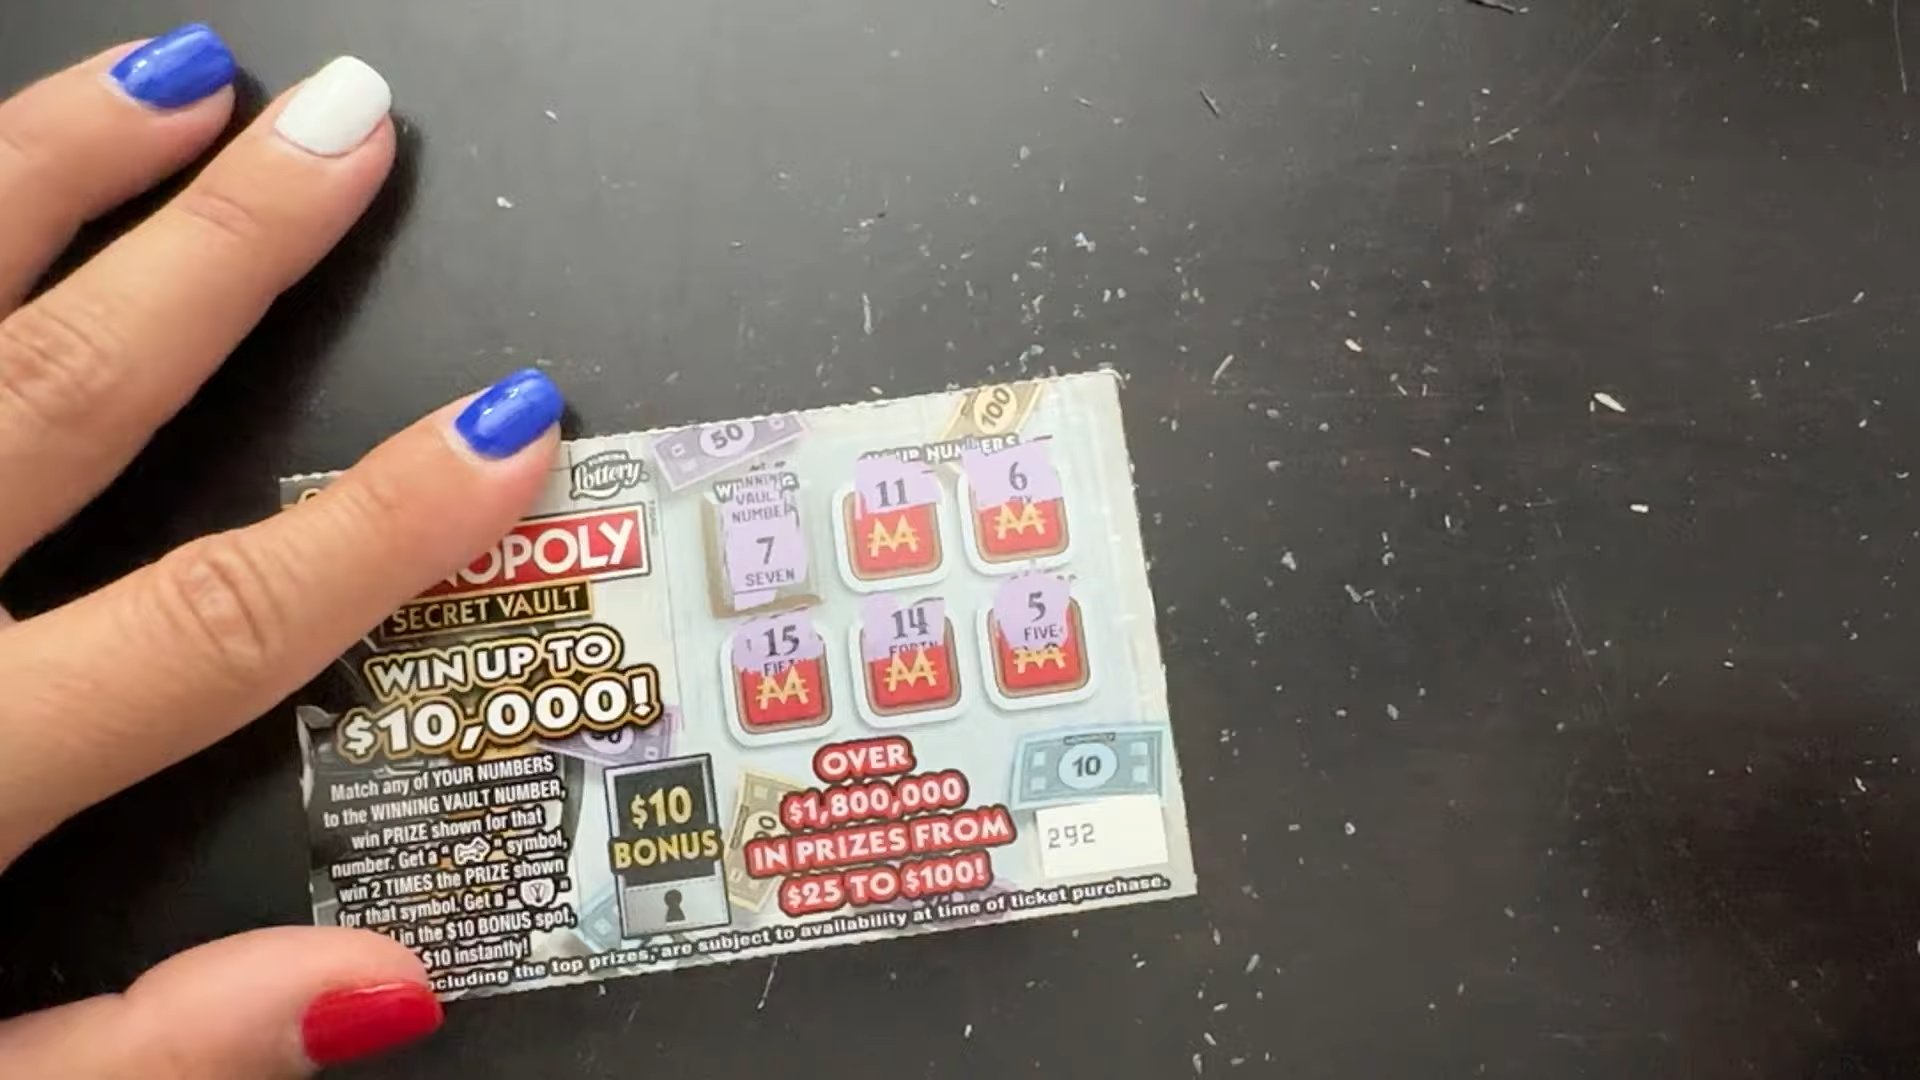 FLORIDA
Lottery
OPOLY
SECRET VAULT
WIN UP TO
$10,000!
Match any of YOUR NUMBERS
to the WINNING VAULT NUMBER,
win PRIZE shown for that
number. Get a " " symbol,
win 2 TIMES the PRIZE shown
for that symbol. Get a " "
in the $10 BONUS spot,
$10 instantly!
50
100
WINNING
VAULT
NUMBER
7
SEVEN
YOUR NUMBERS
11
6
SIX
15
14
5
FIVE
$10
BONUS
OVER
$1,800,000
IN PRIZES FROM
$25 TO $100!
10
292
cluding the top prizes, are subject to availability at time of ticket purchase.